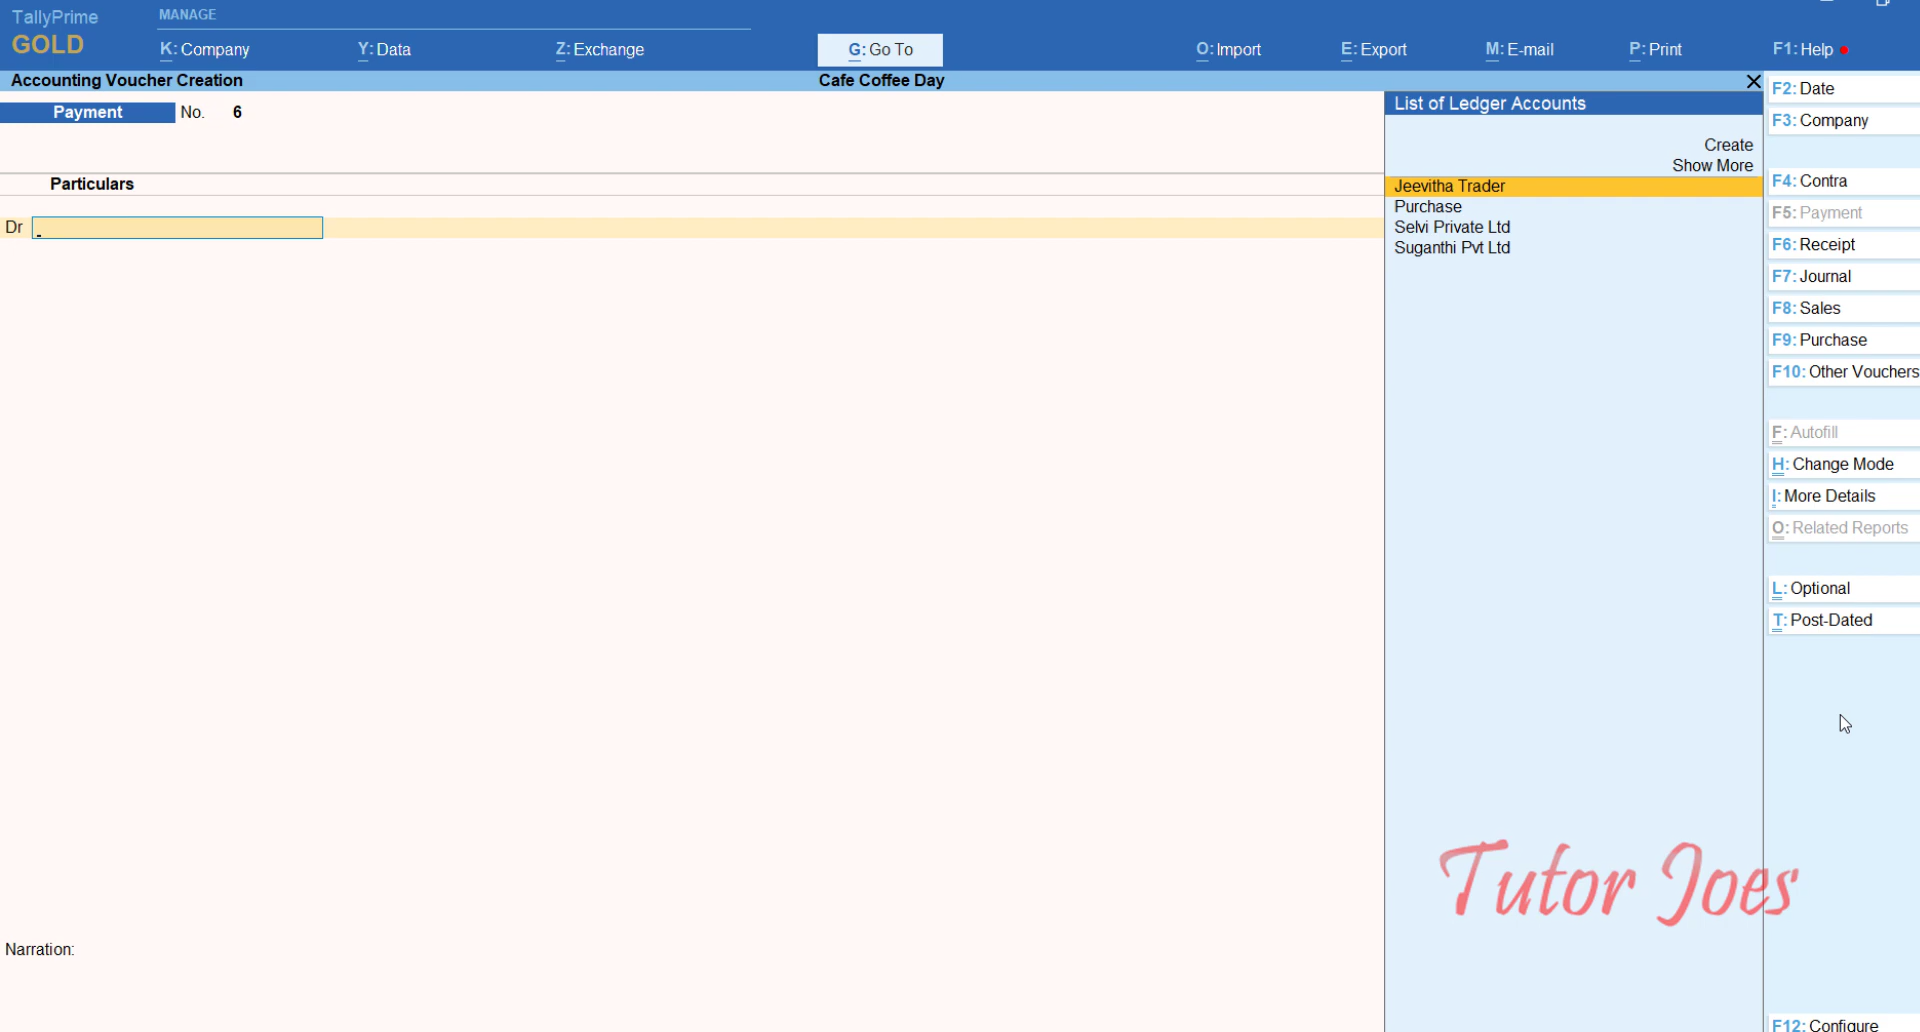 TallyPrime
GOLD
MANAGE
K: Company
Y: Data
Z: Exchange
G: Go To
O: Import
E: Export
M: E-mail
P: Print
F1: Help
Accounting Voucher Creation
Cafe Coffee Day
Payment No. 6
Particulars
Dr
Narration:
List of Ledger Accounts
Create
Show More
Jeevitha Trader
Purchase
Selvi Private Ltd
Suganthi Pvt Ltd
F2: Date
F3: Company
F4: Contra
F5: Payment
F6: Receipt
F7: Journal
F8: Sales
F9: Purchase
F10: Other Vouchers
F: Autofill
H: Change Mode
I: More Details
O: Related Reports
L: Optional
T: Post-Dated
F12: Configure
Tutor Joes